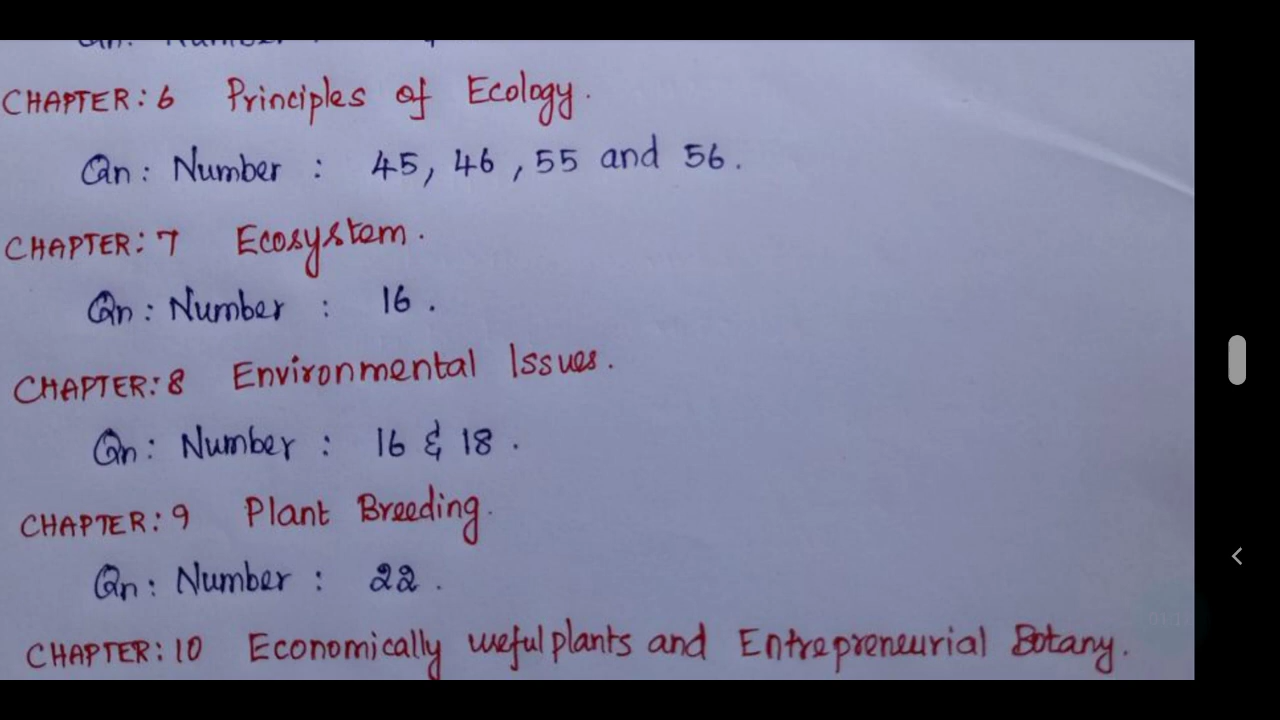 CHAPTER: 6 Principles of Ecology.
Qn: Number : 45, 46, 55 and 56.
CHAPTER: 7 Ecosystem.
Qn: Number : 16.
CHAPTER: 8 Environmental Issues.
Qn: Number : 16 & 18.
CHAPTER: 9 Plant Breeding.
Qn: Number : 22.
CHAPTER: 10 Economically useful plants and Entrepreneurial Botany.